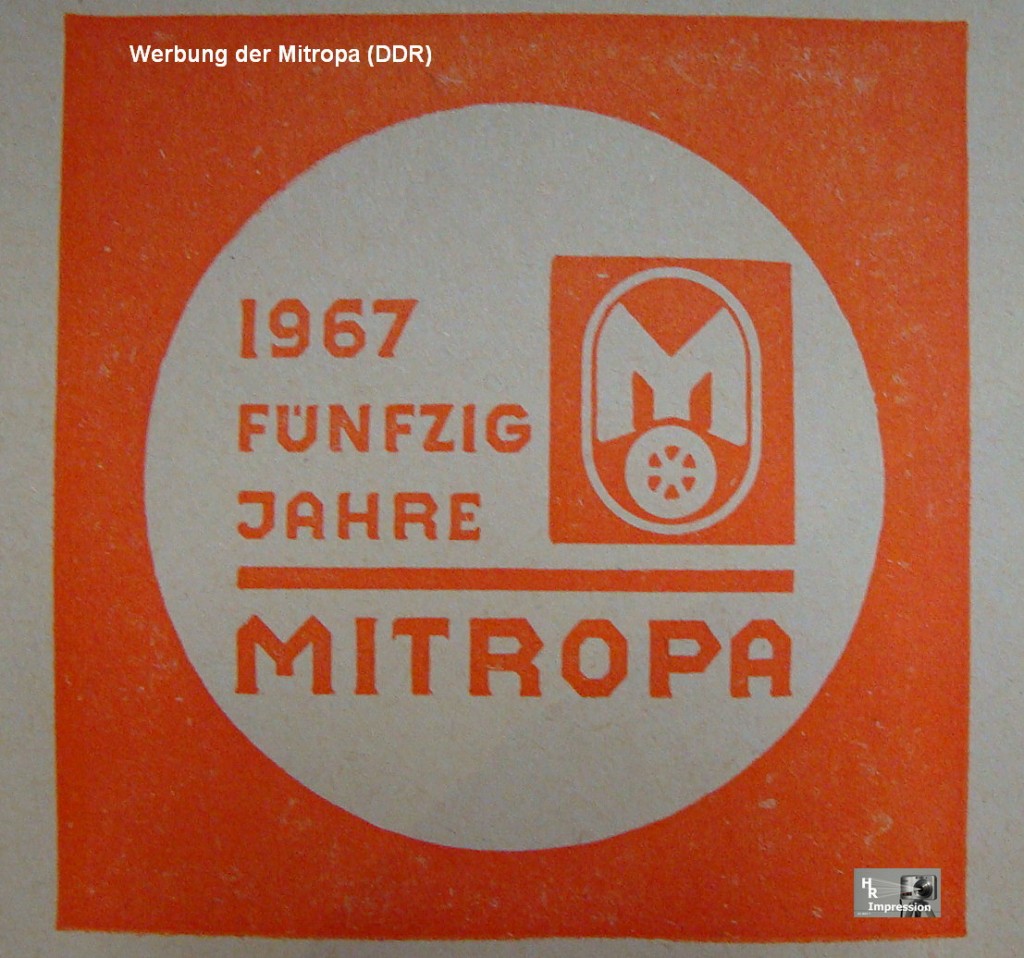 Werbung der Mitropa (DDR)
1967
FÜNFZIG
JAHRE
M
MITROPA
HR
Impression